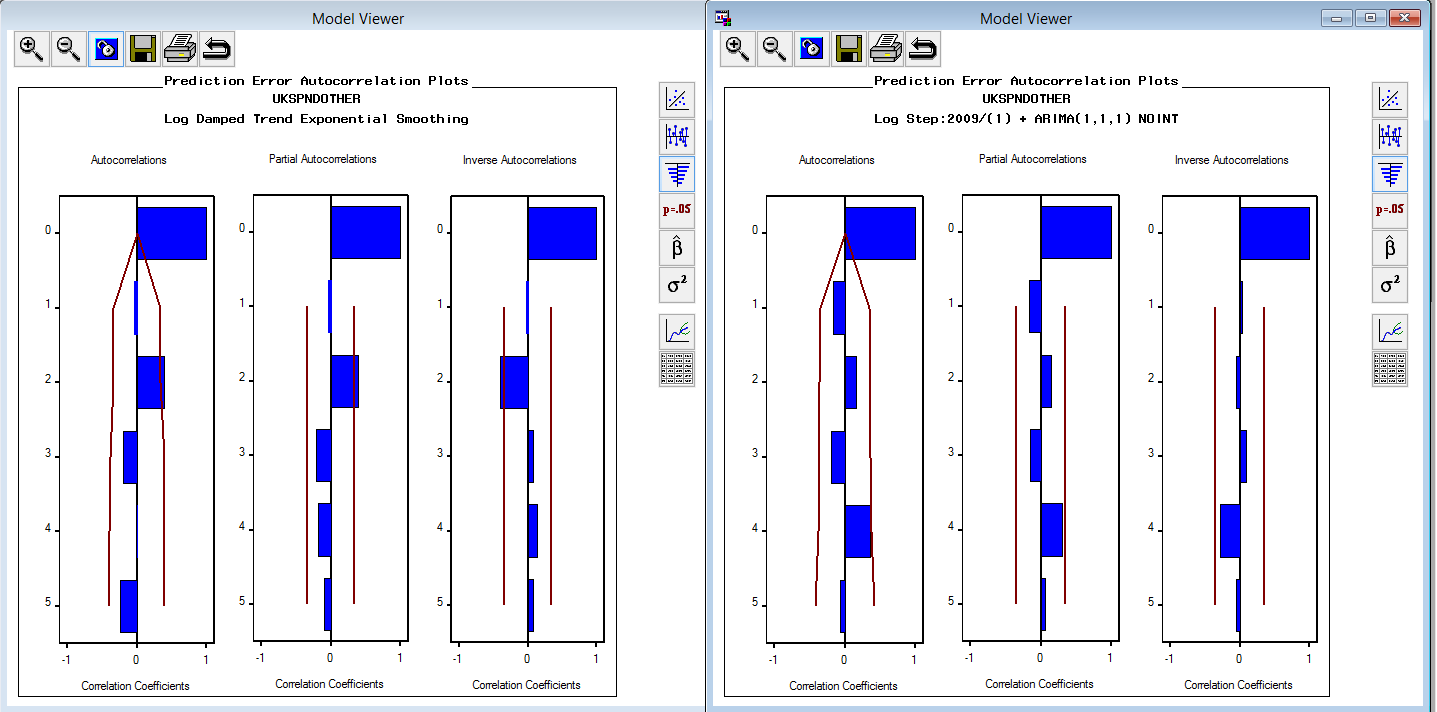 Model Viewer
Prediction Error Autocorrelation Plots
UKSPNDOTHER
Log Damped Trend Exponential Smoothing
Autocorrelations
Partial Autocorrelations
Inverse Autocorrelations
0
0
0
1
1
1
2
2
2
3
3
3
4
4
4
5
5
5
-1 0 1
-1 0 1
-1 0 1
Correlation Coefficients
Correlation Coefficients
Correlation Coefficients
p=.05
β̂
σ²
Model Viewer
Prediction Error Autocorrelation Plots
UKSPNDOTHER
Log Step:2009/(1) + ARIMA(1,1,1) NOINT
Autocorrelations
Partial Autocorrelations
Inverse Autocorrelations
0
0
0
1
1
1
2
2
2
3
3
3
4
4
4
5
5
5
-1 0 1
-1 0 1
-1 0 1
Correlation Coefficients
Correlation Coefficients
Correlation Coefficients
p=.05
β̂
σ²